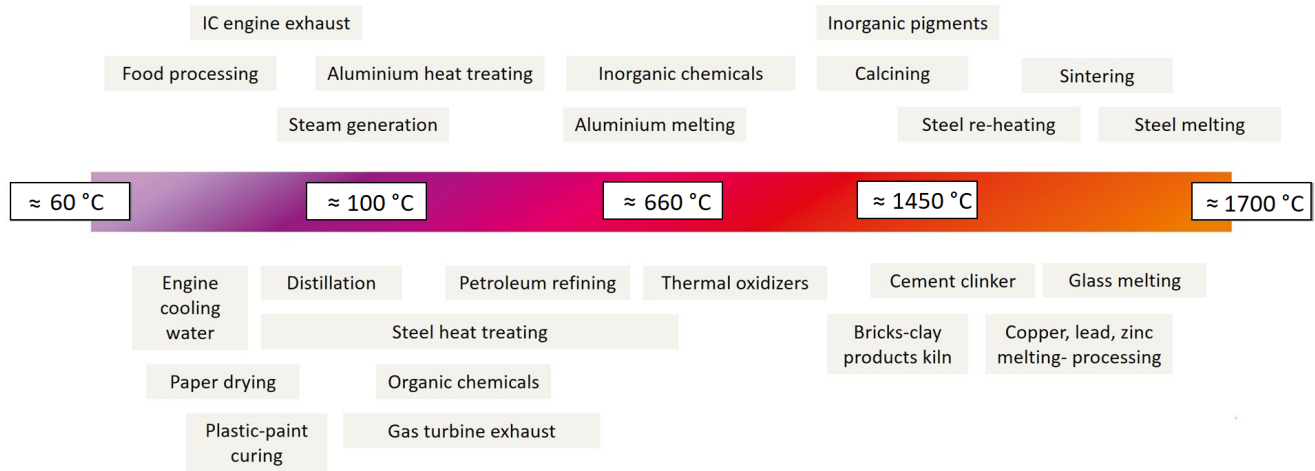 IC engine exhaust
Inorganic pigments
Food processing
Aluminium heat treating
Inorganic chemicals
Calcining
Sintering
Steam generation
Aluminium melting
Steel re-heating
Steel melting
≈ 60 °C
≈ 100 °C
≈ 660 °C
≈ 1450 °C
≈ 1700 °C
Engine
cooling
water
Distillation
Petroleum refining
Thermal oxidizers
Cement clinker
Glass melting
Steel heat treating
Bricks-clay
products kiln
Copper, lead, zinc
melting- processing
Paper drying
Organic chemicals
Plastic-paint
curing
Gas turbine exhaust